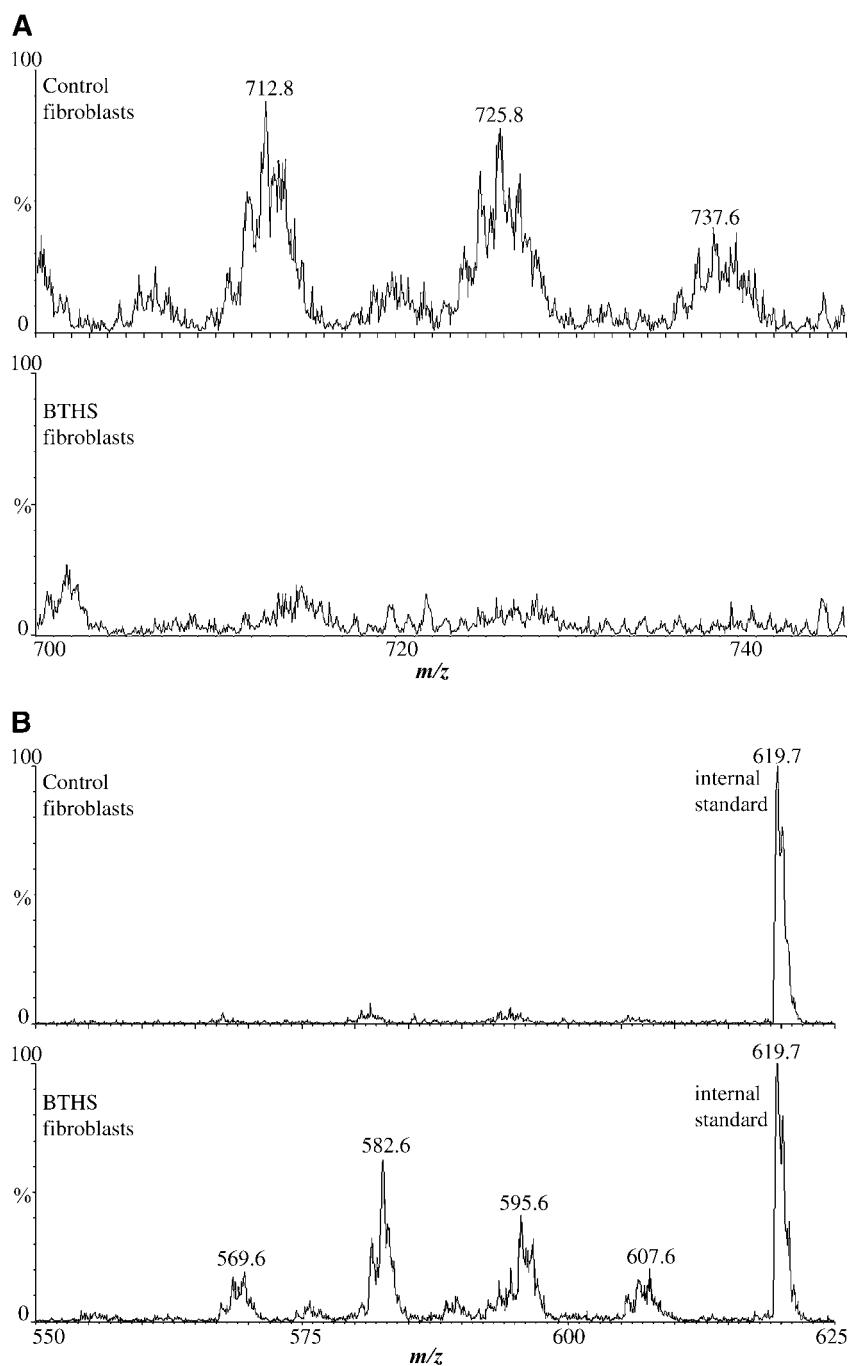 A
100
Control
fibroblasts
712.8
725.8
737.6
%
0
100
BTHS
fibroblasts
%
0
700
720
740
m/z
B
100
Control
fibroblasts
619.7
internal
standard
%
0
100
BTHS
fibroblasts
619.7
internal
standard
582.6
595.6
569.6
607.6
%
0
550
575
600
625
m/z